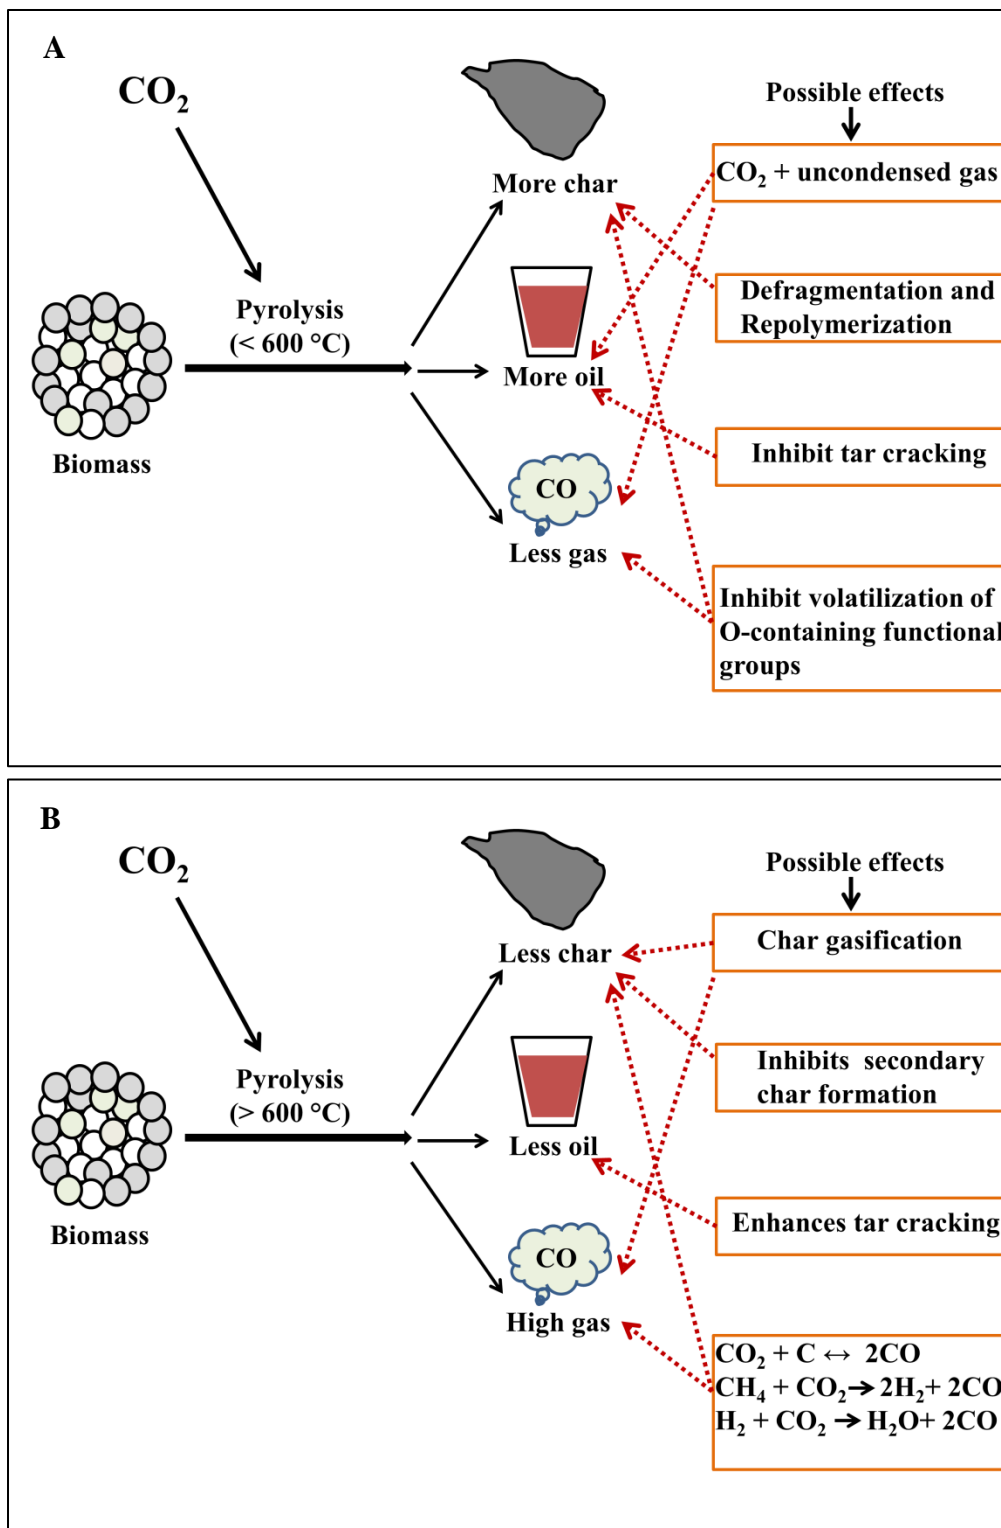 A
CO₂
Possible effects
CO₂ + uncondensed gas
More char
Defragmentation and
Repolymerization
Pyrolysis
(< 600 °C)
More oil
Inhibit tar cracking
Biomass
CO
Less gas
Inhibit volatilization of
O-containing functional
groups
B
CO₂
Possible effects
Char gasification
Less char
Inhibits secondary
char formation
Pyrolysis
(> 600 °C)
Less oil
Enhances tar cracking
Biomass
CO
High gas
CO₂ + C ↔ 2CO
CH₄ + CO₂→ 2H₂+ 2CO
H₂ + CO₂ → H₂O+ 2CO